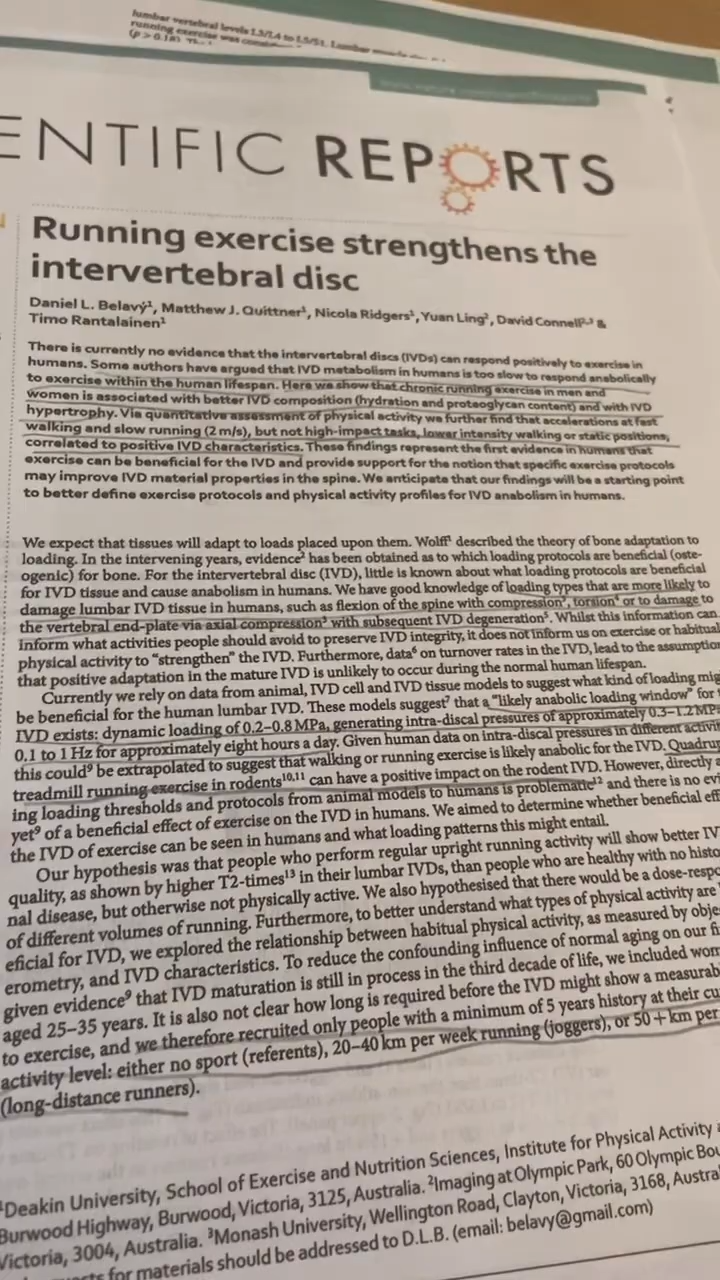 lumbar vertebral levels L3/L4 to L5/S1. Lumbar
running exercise was
(p > 0.18)
ENTIFIC REPORTS
Running exercise strengthens the
intervertebral disc
Daniel L. Belavý¹, Matthew J. Quittner¹, Nicola Ridgers¹, Yuan Ling¹, David Connell²,³ &
Timo Rantalainen¹
There is currently no evidence that the intervertebral discs (IVDs) can respond positively to exercise in
humans. Some authors have argued that IVD metabolism in humans is too slow to respond anabolically
to exercise within the human lifespan. Here we show that chronic running exercise in men and
women is associated with better IVD composition (hydration and proteoglycan content) and with IVD
hypertrophy. Via quantitative assessment of physical activity we further find that accelerations at fast
walking and slow running (2 m/s), but not high-impact tasks, lower intensity walking or static positions,
correlated to positive IVD characteristics. These findings represent the first evidence in humans that
exercise can be beneficial for the IVD and provide support for the notion that specific exercise protocols
may improve IVD material properties in the spine. We anticipate that our findings will be a starting point
to better define exercise protocols and physical activity profiles for IVD anabolism in humans.
We expect that tissues will adapt to loads placed upon them. Wolff¹ described the theory of bone adaptation to
loading. In the intervening years, evidence² has been obtained as to which loading protocols are beneficial (oste-
ogenic) for bone. For the intervertebral disc (IVD), little is known about what loading protocols are beneficial
for IVD tissue and cause anabolism in humans. We have good knowledge of loading types that are more likely to
damage lumbar IVD tissue in humans, such as flexion of the spine with compression³, torsion⁴ or to damage to
the vertebral end-plate via axial compression⁵ with subsequent IVD degeneration⁵. Whilst this information can
inform what activities people should avoid to preserve IVD integrity, it does not inform us on exercise or habitual
physical activity to "strengthen" the IVD. Furthermore, data⁶ on turnover rates in the IVD, lead to the assumption
that positive adaptation in the mature IVD is unlikely to occur during the normal human lifespan.
Currently we rely on data from animal, IVD cell and IVD tissue models to suggest what kind of loading mig
be beneficial for the human lumbar IVD. These models suggest⁷ that a "likely anabolic loading window" for t
IVD exists: dynamic loading of 0.2–0.8 MPa, generating intra-discal pressures of approximately 0.3–1.2 MPa
0.1 to 1 Hz for approximately eight hours a day. Given human data on intra-discal pressures in different activit
this could⁹ be extrapolated to suggest that walking or running exercise is likely anabolic for the IVD. Quadrup
treadmill running exercise in rodents¹⁰,¹¹ can have a positive impact on the rodent IVD. However, directly a
ing loading thresholds and protocols from animal models to humans is problematic¹² and there is no evi
yet⁹ of a beneficial effect of exercise on the IVD in humans. We aimed to determine whether beneficial eff
the IVD of exercise can be seen in humans and what loading patterns this might entail.
Our hypothesis was that people who perform regular upright running activity will show better IV
quality, as shown by higher T2-times¹³ in their lumbar IVDs, than people who are healthy with no histo
nal disease, but otherwise not physically active. We also hypothesised that there would be a dose-respo
of different volumes of running. Furthermore, to better understand what types of physical activity are
eficial for IVD, we explored the relationship between habitual physical activity, as measured by obje
erometry, and IVD characteristics. To reduce the confounding influence of normal aging on our fi
given evidence⁹ that IVD maturation is still in process in the third decade of life, we included wom
aged 25–35 years. It is also not clear how long is required before the IVD might show a measurab
to exercise, and we therefore recruited only people with a minimum of 5 years history at their cu
activity level: either no sport (referents), 20–40 km per week running (joggers), or 50+ km per
(long-distance runners).
¹Deakin University, School of Exercise and Nutrition Sciences, Institute for Physical Activity a
Burwood Highway, Burwood, Victoria, 3125, Australia. ²Imaging at Olympic Park, 60 Olympic Bou
Victoria, 3004, Australia. ³Monash University, Wellington Road, Clayton, Victoria, 3168, Austra
for materials should be addressed to D.L.B. (email: belavy@gmail.com)